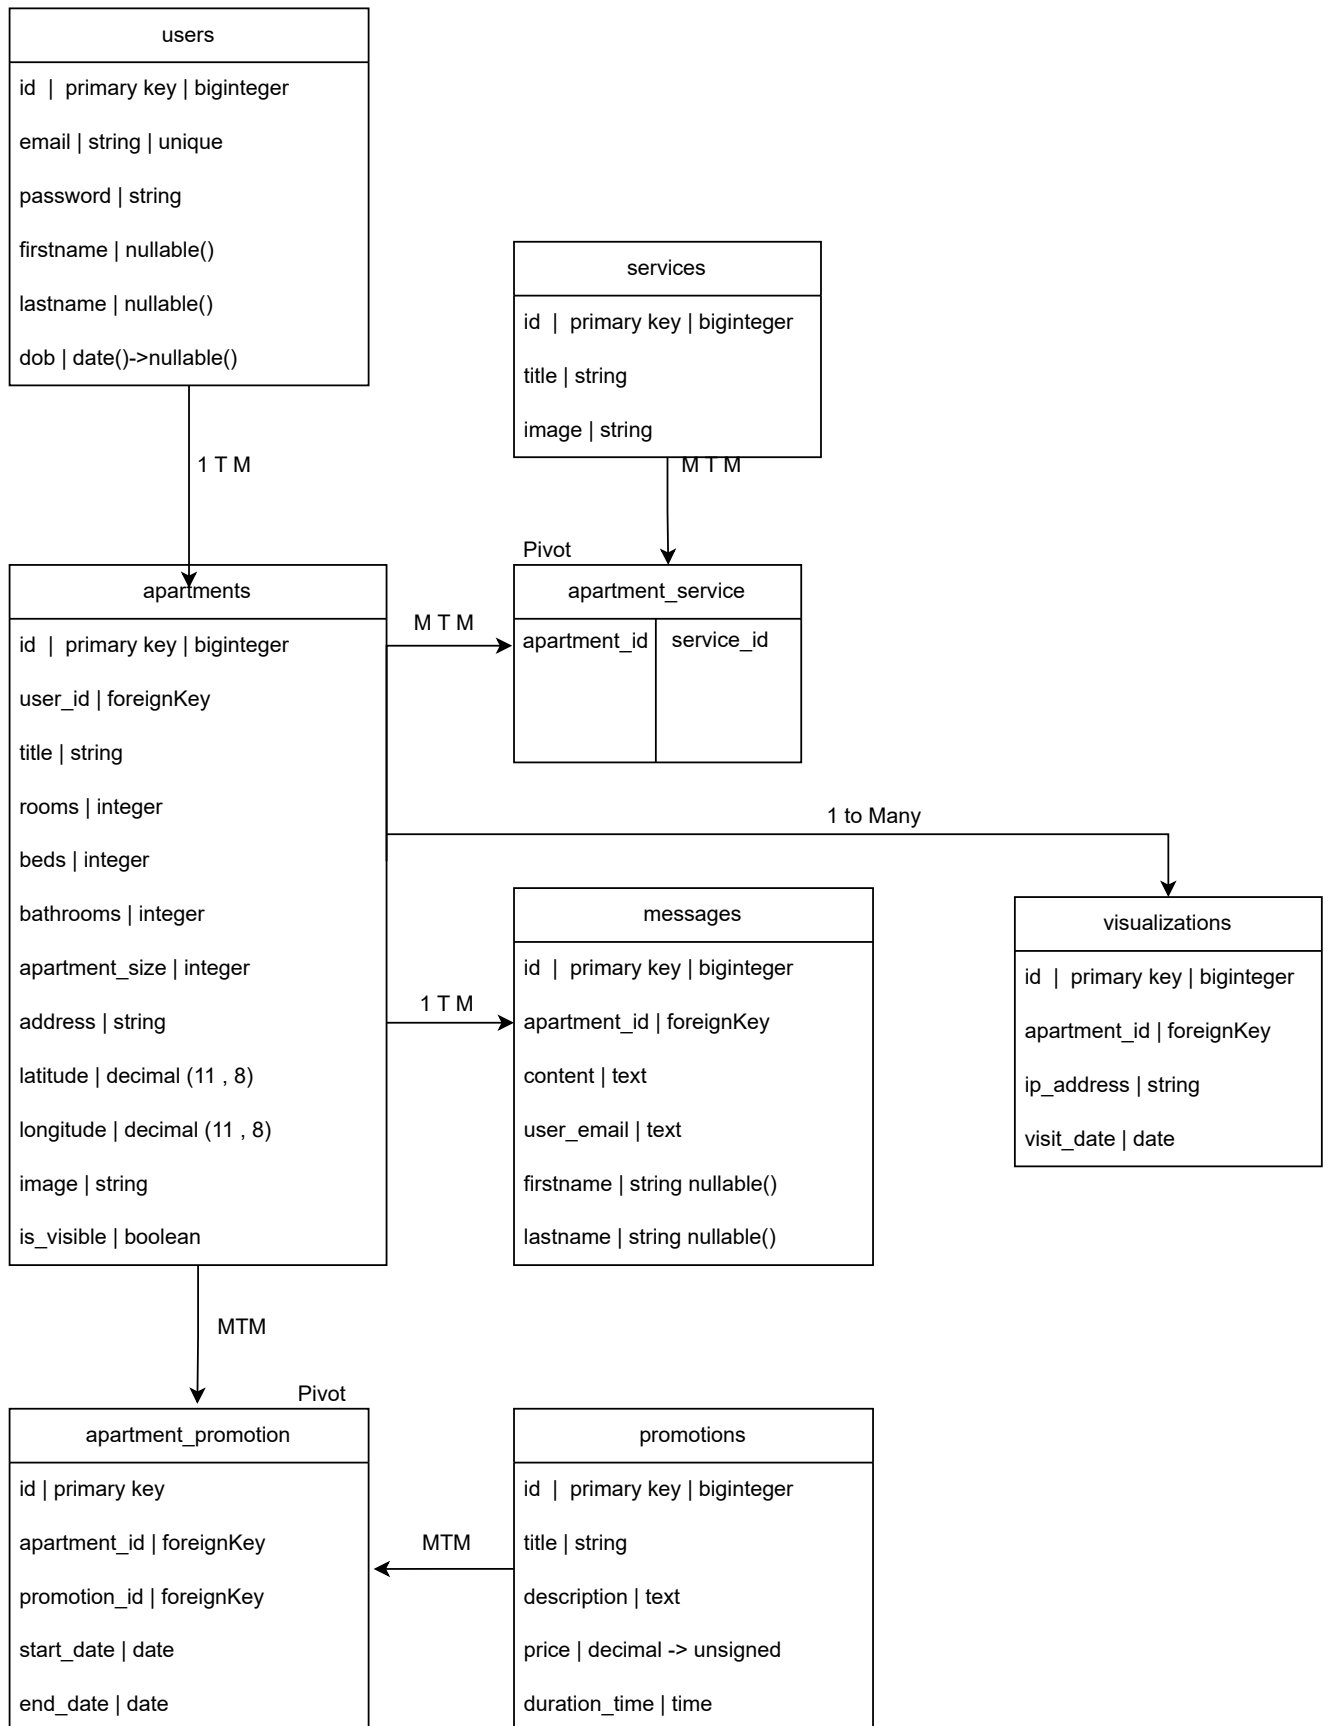 users
id | primary key | biginteger
email | string | unique
password | string
firstname | nullable()
lastname | nullable()
dob | date()->nullable()
1 T M
services
id | primary key | biginteger
title | string
image | string
M T M
Pivot
apartment_service
apartment_id
service_id
apartments
id | primary key | biginteger
user_id | foreignKey
title | string
rooms | integer
beds | integer
bathrooms | integer
apartment_size | integer
address | string
latitude | decimal (11 , 8)
longitude | decimal (11 , 8)
image | string
is_visible | boolean
M T M
1 to Many
1 T M
messages
id | primary key | biginteger
apartment_id | foreignKey
content | text
user_email | text
firstname | string nullable()
lastname | string nullable()
visualizations
id | primary key | biginteger
apartment_id | foreignKey
ip_address | string
visit_date | date
MTM
Pivot
apartment_promotion
id | primary key
apartment_id | foreignKey
promotion_id | foreignKey
start_date | date
end_date | date
MTM
promotions
id | primary key | biginteger
title | string
description | text
price | decimal -> unsigned
duration_time | time